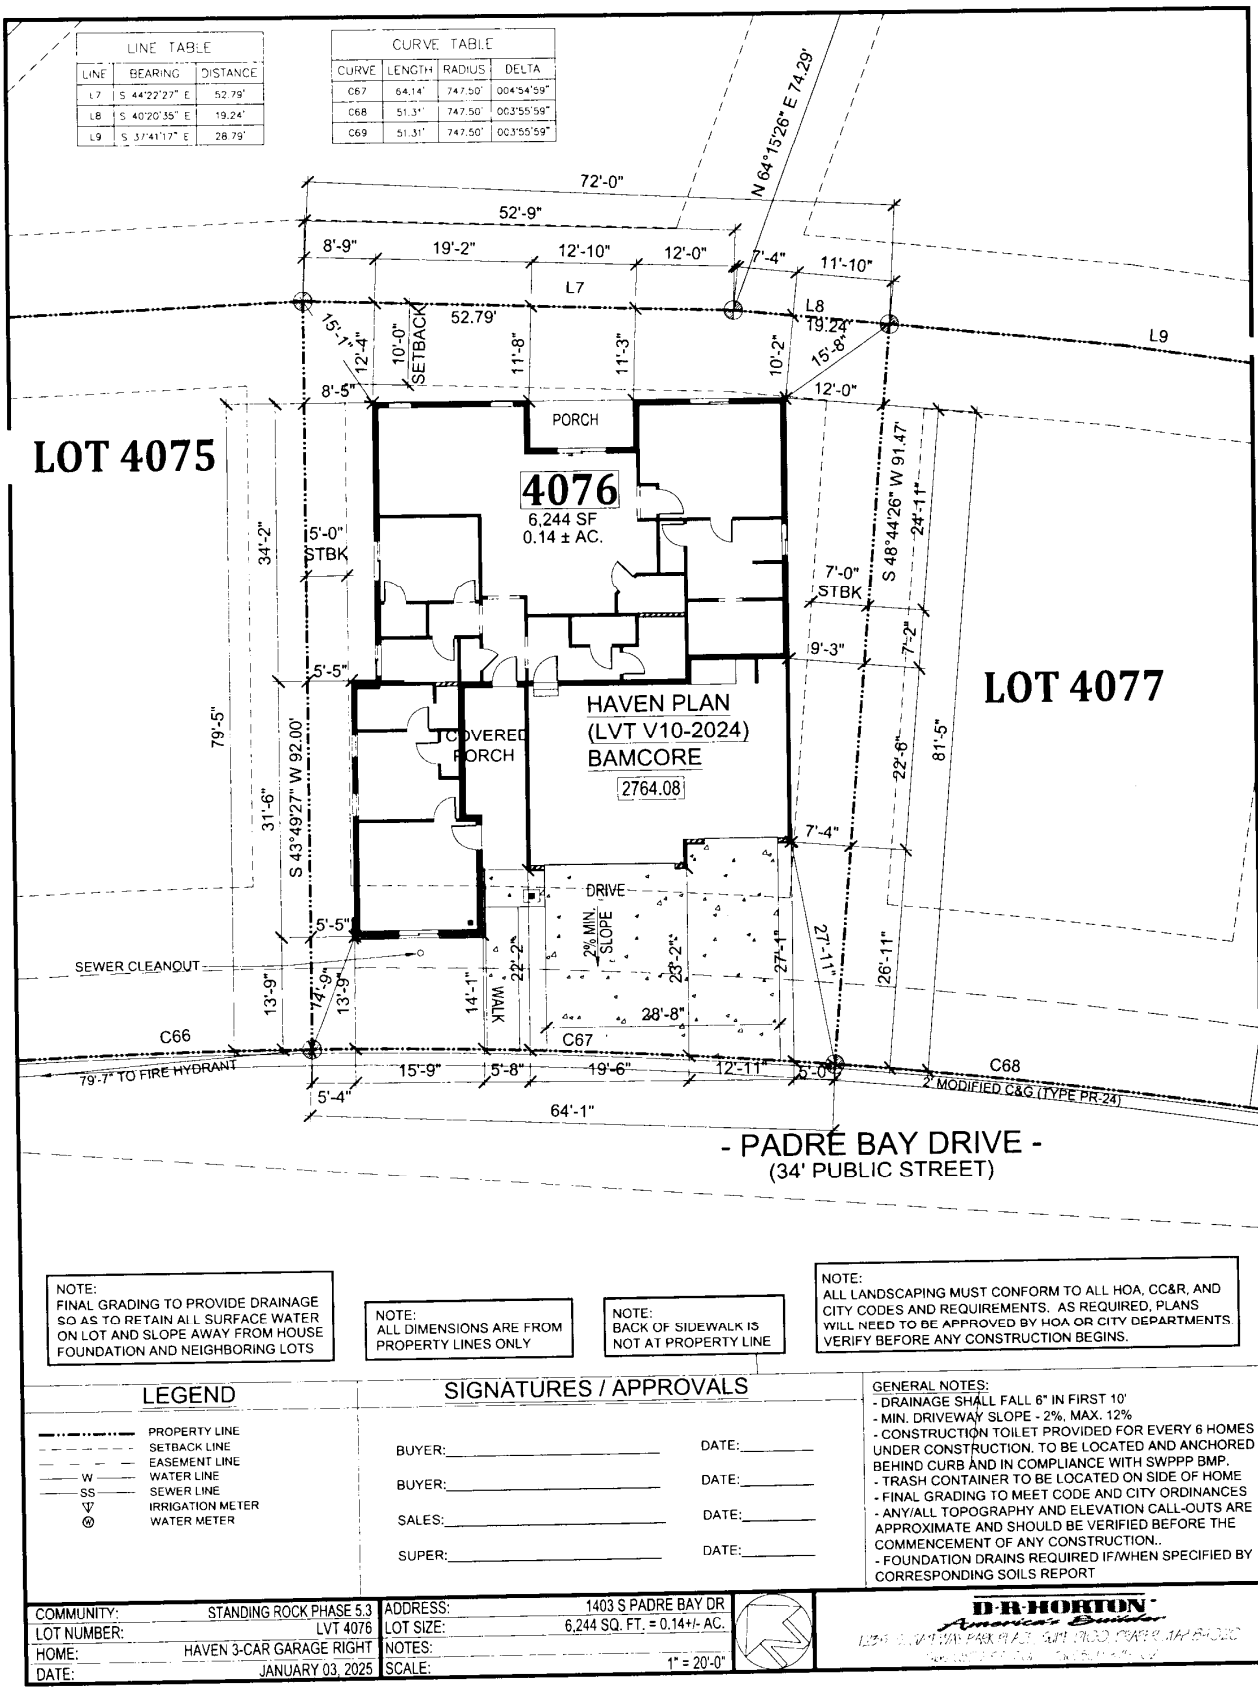 LINE TABLE
LINE BEARING DISTANCE
L7 S 44°22'27" E 52.79'
L8 S 40°20'35" E 19.24'
L9 S 37°41'17" E 28.79'
CURVE TABLE
CURVE LENGTH RADIUS DELTA
C67 64.14' 747.50' 004°54'59"
C68 51.31' 747.50' 003°55'59"
C69 51.31' 747.50' 003°55'59"
N 64°15'26" E 74.29'
72'-0"
52'-9"
8'-9" 19'-2" 12'-10" 12'-0" 7'-4" 11'-10"
L7
52.79'
L8
19.24'
L9
15'-1"
12'-4"
10'-0"
SETBACK
11'-8"
11'-3"
10'-2"
15'-8"
8'-5"
12'-0"
PORCH
LOT 4075
4076
6,244 SF
0.14 ± AC.
34'-2"
5'-0"
STBK
S 48°44'26" W 91.47'
24'-11"
7'-0"
STBK
7'-2"
9'-3"
5'-5"
LOT 4077
79'-5"
S 43°49'27" W 92.00'
HAVEN PLAN
(LVT V10-2024)
BAMCORE
2764.08
COVERED
PORCH
22'-6"
81'-5"
31'-6"
7'-4"
DRIVE
2% MIN.
SLOPE
5'-5"
SEWER CLEANOUT
13'-9"
14'-9"
13'-9"
14'-1"
WALK
22'-2"
23'-2"
27'-1"
27'-11"
26'-11"
28'-8"
C66
C67
C68
79'-7" TO FIRE HYDRANT
5'-4"
15'-9" 5'-8" 19'-6" 12'-11" 5'-0"
2' MODIFIED C&G (TYPE PR-24)
64'-1"
- PADRE BAY DRIVE -
(34' PUBLIC STREET)
NOTE:
FINAL GRADING TO PROVIDE DRAINAGE
SO AS TO RETAIN ALL SURFACE WATER
ON LOT AND SLOPE AWAY FROM HOUSE
FOUNDATION AND NEIGHBORING LOTS
NOTE:
ALL DIMENSIONS ARE FROM
PROPERTY LINES ONLY
NOTE:
BACK OF SIDEWALK IS
NOT AT PROPERTY LINE
NOTE:
ALL LANDSCAPING MUST CONFORM TO ALL HOA, CC&R, AND
CITY CODES AND REQUIREMENTS. AS REQUIRED, PLANS
WILL NEED TO BE APPROVED BY HOA OR CITY DEPARTMENTS.
VERIFY BEFORE ANY CONSTRUCTION BEGINS.
LEGEND
PROPERTY LINE
SETBACK LINE
EASEMENT LINE
W WATER LINE
SS SEWER LINE
IRRIGATION METER
W WATER METER
SIGNATURES / APPROVALS
BUYER: DATE:
BUYER: DATE:
SALES: DATE:
SUPER: DATE:
GENERAL NOTES:
- DRAINAGE SHALL FALL 6" IN FIRST 10'
- MIN. DRIVEWAY SLOPE - 2%, MAX. 12%
- CONSTRUCTION TOILET PROVIDED FOR EVERY 6 HOMES
UNDER CONSTRUCTION. TO BE LOCATED AND ANCHORED
BEHIND CURB AND IN COMPLIANCE WITH SWPPP BMP.
- TRASH CONTAINER TO BE LOCATED ON SIDE OF HOME
- FINAL GRADING TO MEET CODE AND CITY ORDINANCES
- ANY/ALL TOPOGRAPHY AND ELEVATION CALL-OUTS ARE
APPROXIMATE AND SHOULD BE VERIFIED BEFORE THE
COMMENCEMENT OF ANY CONSTRUCTION..
- FOUNDATION DRAINS REQUIRED IF/WHEN SPECIFIED BY
CORRESPONDING SOILS REPORT
COMMUNITY: STANDING ROCK PHASE 5.3
LOT NUMBER: LVT 4076
HOME: HAVEN 3-CAR GARAGE RIGHT
DATE: JANUARY 03, 2025
ADDRESS: 1403 S PADRE BAY DR
LOT SIZE: 6,244 SQ. FT. = 0.14+/- AC.
NOTES:
SCALE: 1" = 20'-0"
D·R·HORTON
America's Builder